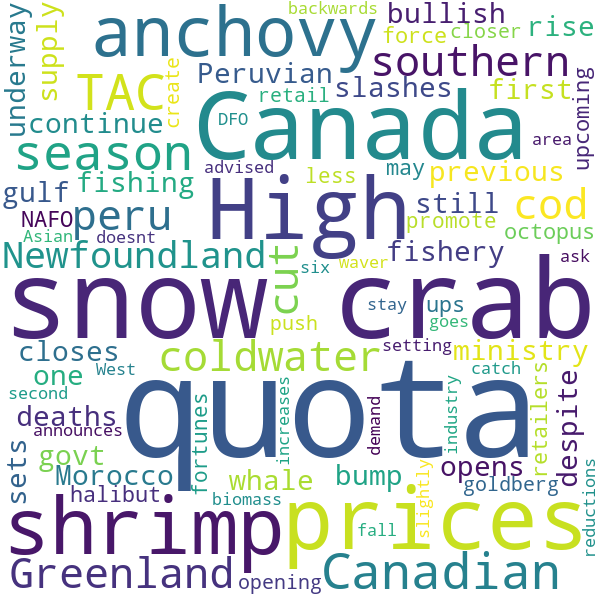 backwards
bullish
anchovy
force
closer
rise
underway
supply
TAC
create
Peruvian
slashes
southern
first
upcoming
continue
Canada
retail
DFO
season
advised
less
may
previous
area
gulf
fishing
High
still
cod
NAFO
peru
promote
octopus
Asian
doesnt
Newfoundland
cut
six
waver
fishery
ask
snow crab
push
stay
ups
goes
closes
West
coldwater
setting
ministry
one
second
quota
catch
deaths
announces
fortunes
increases
demand
industry
retailers
despite
govt
sets
Morocco
whale
bump
opens
halibut
biomass
goldberg
shrimp
prices
slightly
fall
reductions
Greenland
opening
Canadian